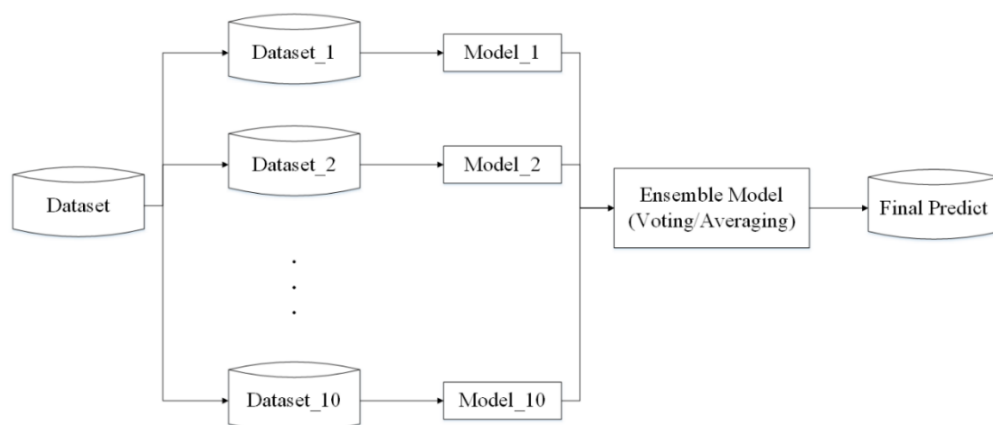 Dataset_1
Model_1
Dataset_2
Model_2
Dataset
Ensemble Model
(Voting/Averaging)
Final Predict
Dataset_10
Model_10